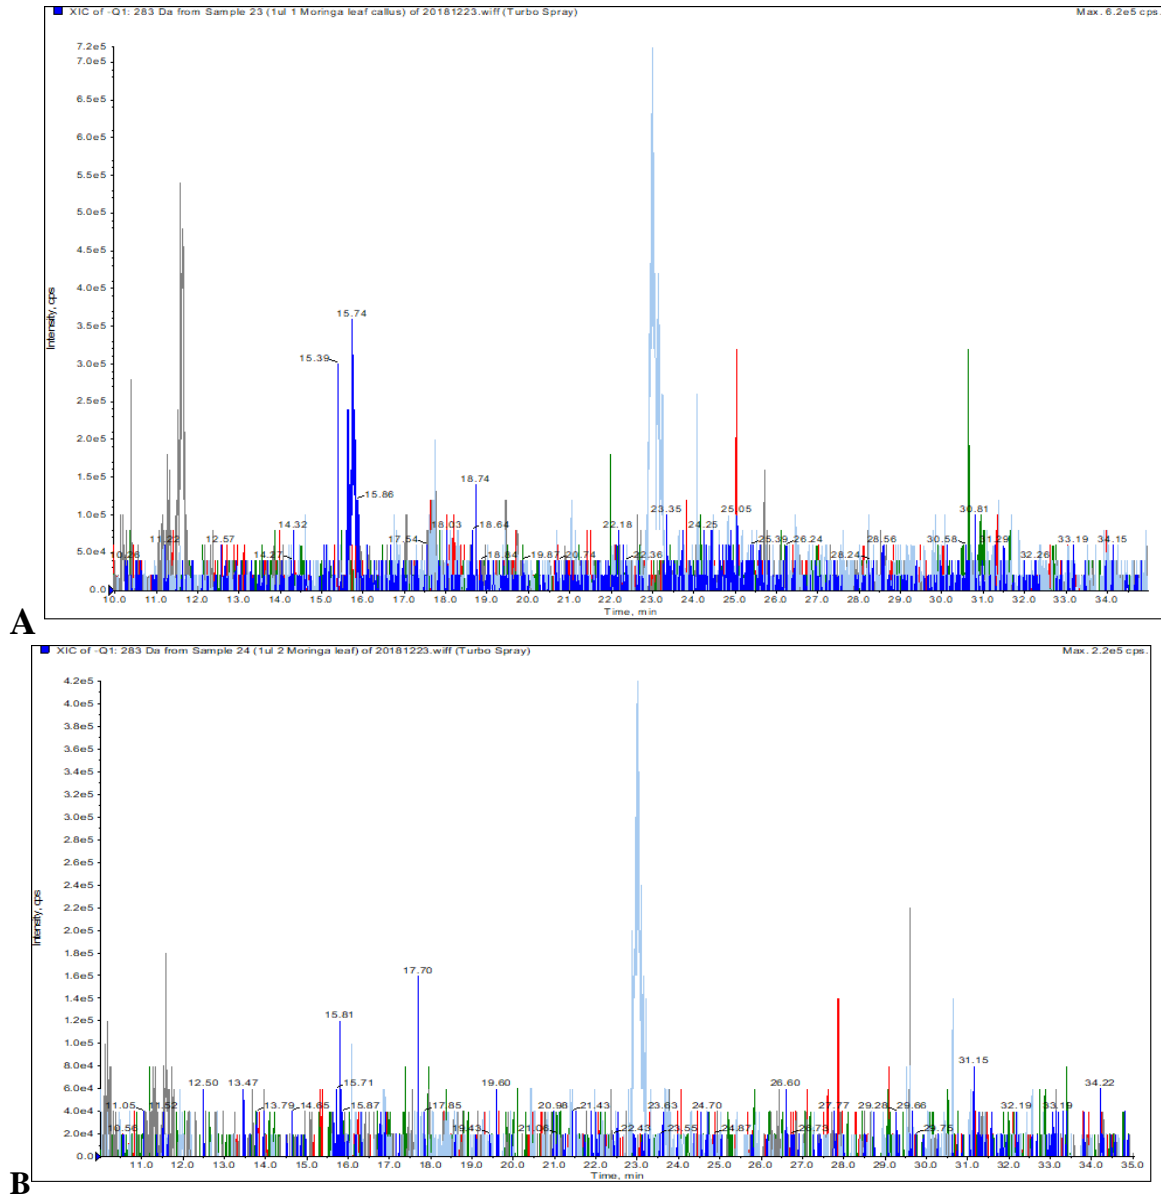 XIC of -Q1: 283 Da from Sample 23 (1ul 1 Moringa leaf callus) of 20181223.wiff (Turbo Spray) Max. 6.2e5 cps.
7.2e5
7.0e5
6.5e5
6.0e5
5.5e5
5.0e5
4.5e5
4.0e5
3.5e5
3.0e5
2.5e5
2.0e5
1.5e5
1.0e5
5.0e4
0.0
Intensity, cps
15.74
15.39
15.86
18.74
14.32 17.54 18.03 18.64 22.18 23.35 24.25 25.05 30.81
10.26 11.22 12.57 14.27 18.84 19.87 20.74 22.36 25.39 26.24 28.24 28.56 30.58 31.29 32.26 33.19 34.15
10.0 11.0 12.0 13.0 14.0 15.0 16.0 17.0 18.0 19.0 20.0 21.0 22.0 23.0 24.0 25.0 26.0 27.0 28.0 29.0 30.0 31.0 32.0 33.0 34.0
Time, min
A
XIC of -Q1: 283 Da from Sample 24 (1ul 2 Moringa leaf) of 20181223.wiff (Turbo Spray) Max. 2.2e5 cps.
4.2e5
4.0e5
3.8e5
3.6e5
3.4e5
3.2e5
3.0e5
2.8e5
2.6e5
2.4e5
2.2e5
2.0e5
1.8e5
1.6e5
1.4e5
1.2e5
1.0e5
8.0e4
6.0e4
4.0e4
2.0e4
0.0
Intensity, cps
17.70
15.81
31.15
12.50 13.47 15.71 19.60 26.60 34.22
11.05 11.52 13.79 14.65 15.87 17.85 20.98 21.43 23.63 24.70 27.77 29.28 29.66 32.19 33.19
10.56 19.43 21.06 22.43 23.55 24.87 26.73 29.75
11.0 12.0 13.0 14.0 15.0 16.0 17.0 18.0 19.0 20.0 21.0 22.0 23.0 24.0 25.0 26.0 27.0 28.0 29.0 30.0 31.0 32.0 33.0 34.0 35.0
Time, min
B